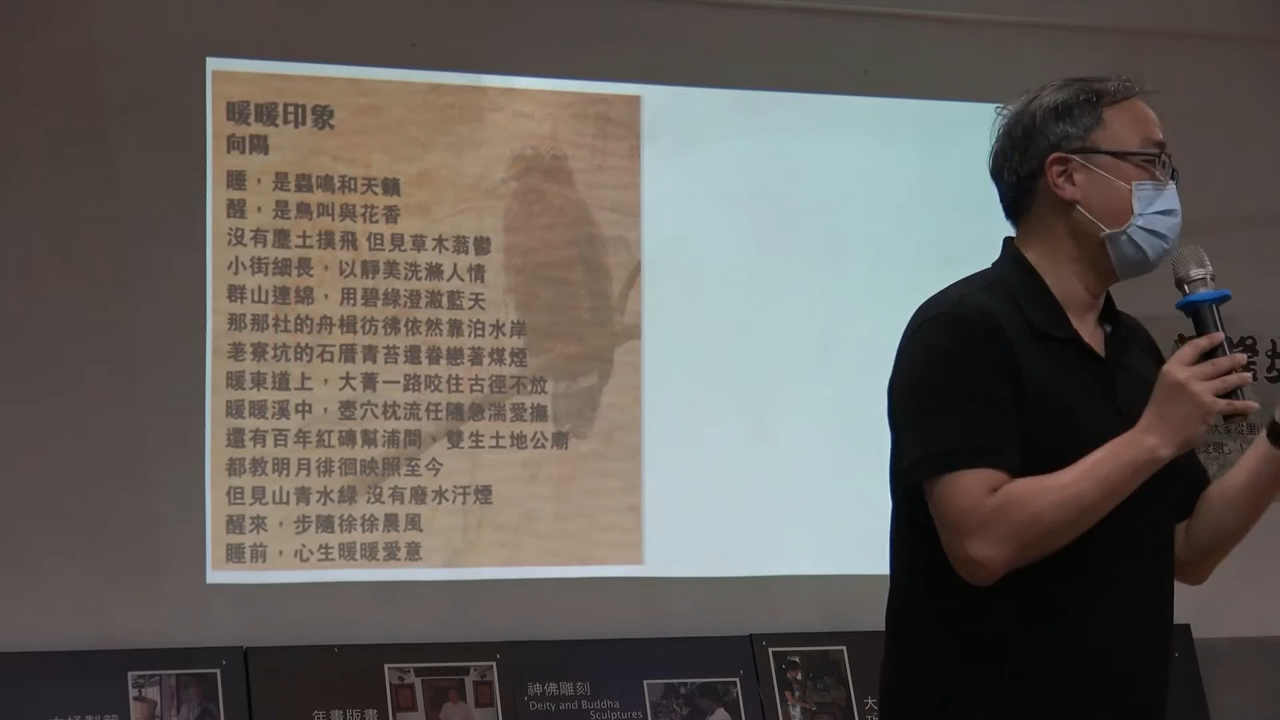 暖暖印象
向陽
睡，是蟲鳴和天籟
醒，是鳥叫與花香
沒有塵土撲飛 但見草木蓊鬱
小街細長，以靜美洗滌人情
群山連綿，用碧綠澄澈藍天
那那社的舟楫彷彿依然靠泊水岸
荖寮坑的石厝青苔還眷戀著煤煙
暖東道上，大菁一路咬住古徑不放
暖暖溪中，壺穴枕流任隨急湍愛撫
還有百年紅磚幫浦間、雙生土地公廟
都教明月徘徊映照至今
但見山青水綠 沒有廢水汙煙
醒來，步隨徐徐晨風
睡前，心生暖暖愛意
年畫版畫
神佛雕刻
Deity and Buddha
Sculptures
大